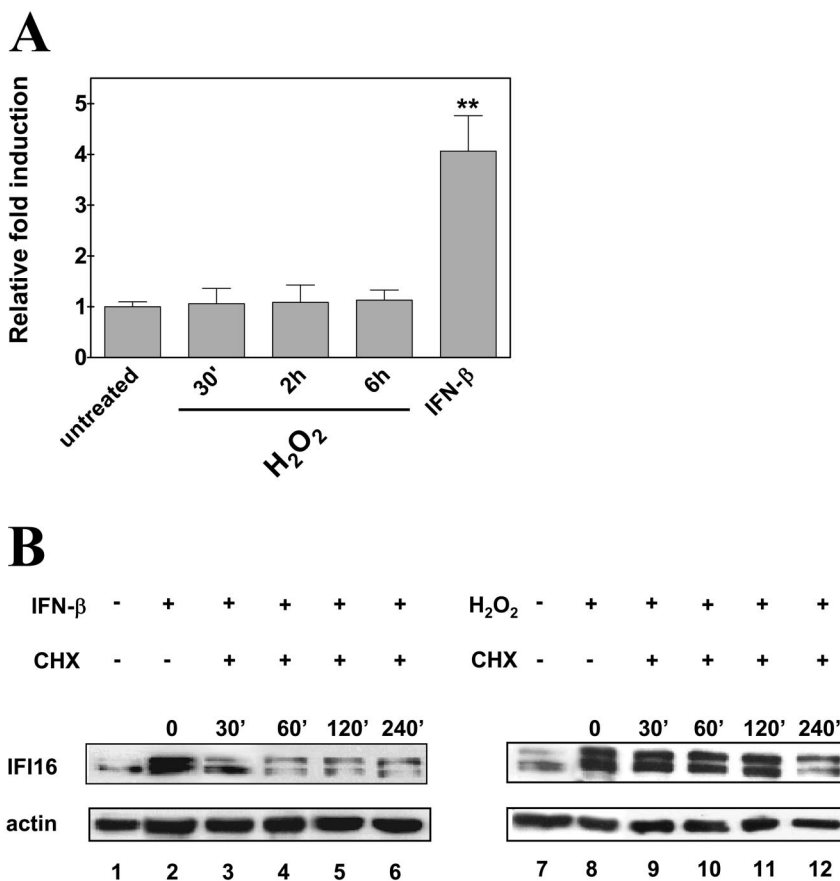 A
Relative fold induction
5
4
3
2
1
0
**
untreated
30'
2h
6h
IFN-β
H₂O₂
B
IFN-β - + + + + +
CHX - - + + + +
0 30’ 60’ 120’ 240’
IFI16
actin
1 2 3 4 5 6
H₂O₂ - + + + + +
CHX - - + + + +
0 30’ 60’ 120’ 240’
7 8 9 10 11 12